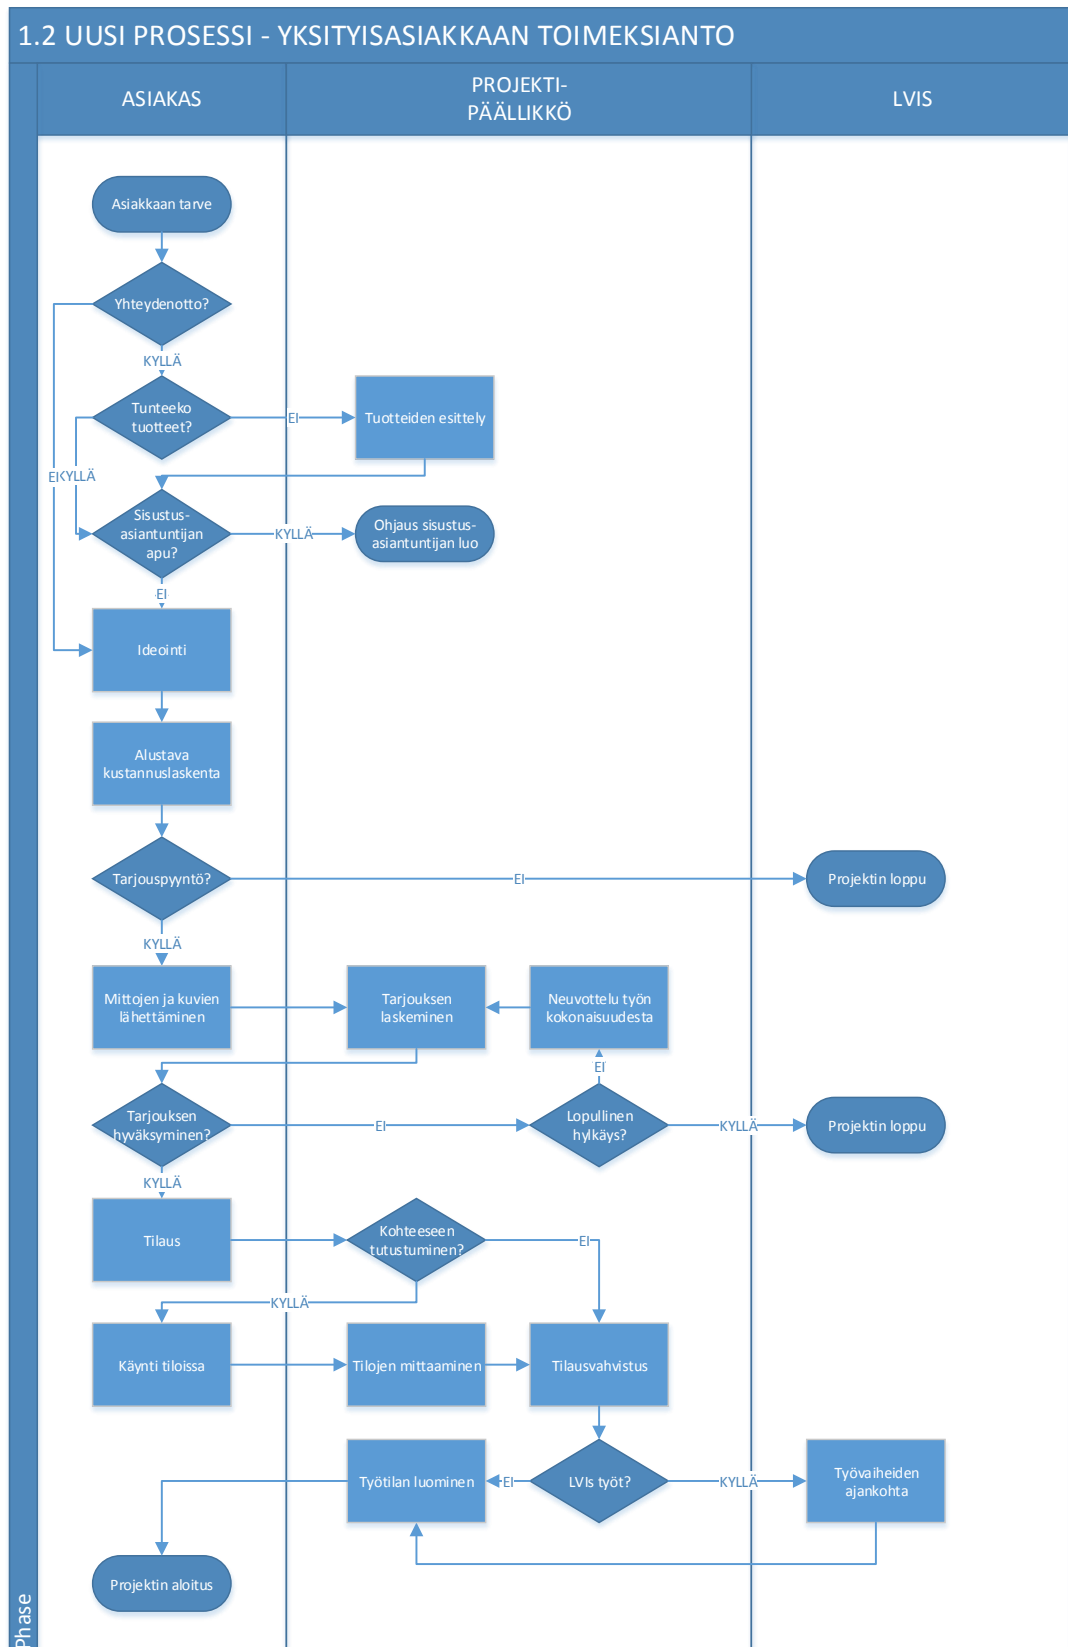 1.2 UUSI PROSESSI - YKSITYISASIAKKAAN TOIMEKSIANTO
ASIAKAS
PROJEKTI-
PÄÄLLIKKÖ
LVIS
Asiakkaan tarve
Yhteydenotto?
KYLLÄ
Tunteeko
tuotteet?
EI
Tuotteiden esittely
EI
KYLLÄ
Sisustus-
asiantuntijan
apu?
KYLLÄ
Ohjaus sisustus-
asiantuntijan luo
EI
Ideointi
Alustava
kustannuslaskenta
Tarjouspyyntö?
EI
Projektin loppu
KYLLÄ
Mittojen ja kuvien
lähettäminen
Tarjouksen
laskeminen
Neuvottelu työn
kokonaisuudesta
EI
Tarjouksen
hyväksyminen?
EI
Lopullinen
hylkäys?
KYLLÄ
Projektin loppu
KYLLÄ
Tilaus
Kohteeseen
tutustuminen?
EI
KYLLÄ
Käynti tiloissa
Tilojen mittaaminen
Tilausvahvistus
Työtilan luominen
EI
LVIs työt?
KYLLÄ
Työvaiheiden
ajankohta
Projektin aloitus
Phase